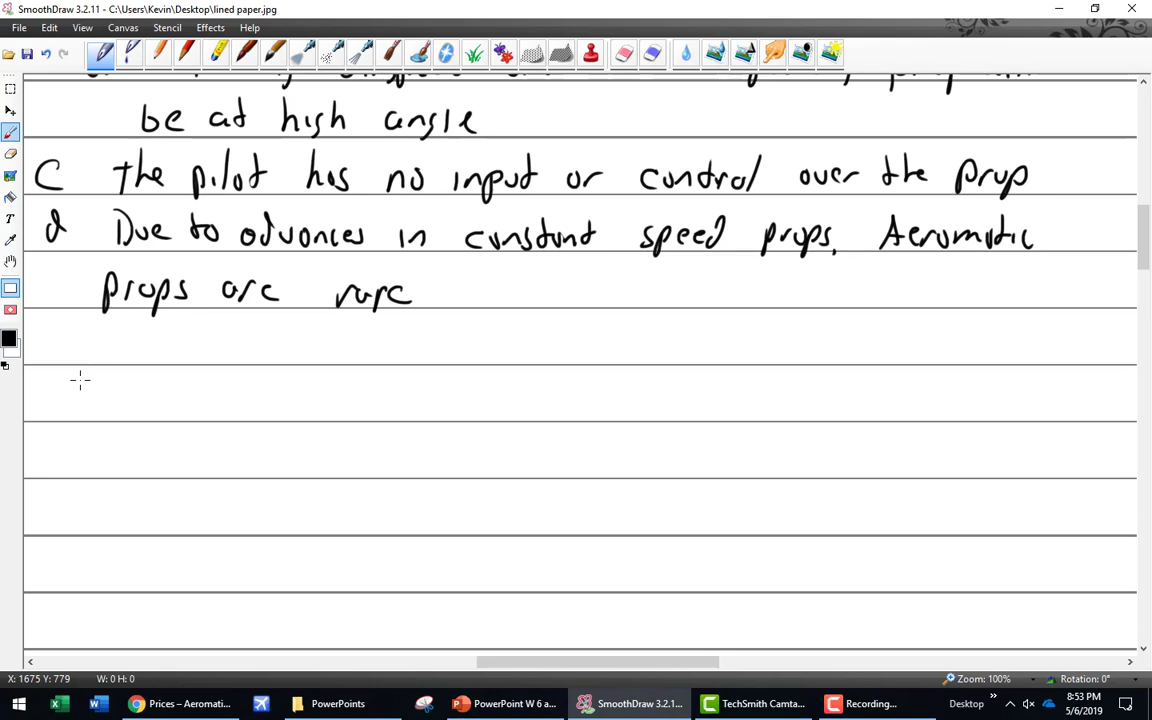 SmoothDraw 3.2.11 - C:\Users\Kevin\Desktop\lined paper.jpg
File Edit View Canvas Stencil Effects Help
be at high angle
C the pilot has no input or control over the prop
d Due to advances in constant speed props, Aeromatic
props are rare
X: 1675 Y: 779 W: 0 H: 0 Zoom: 100% Rotation: 0°
Prices – Aeromati... PowerPoints PowerPoint W 6 a... SmoothDraw 3.2.1... TechSmith Camta... Recording... Desktop 8:53 PM
5/6/2019